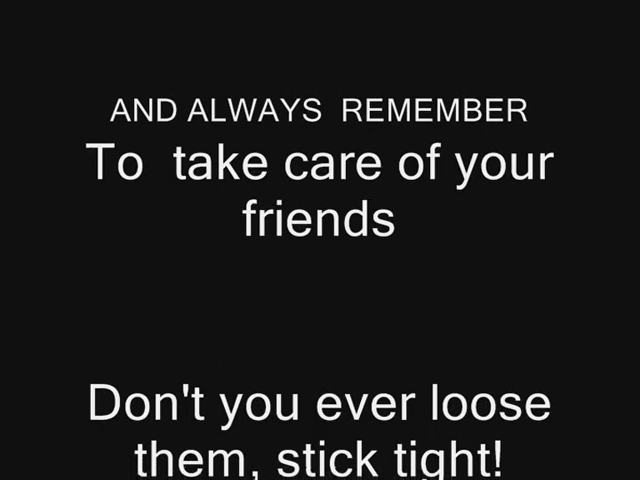 AND ALWAYS  REMEMBER
To  take care of your
friends
Don't you ever loose
them, stick tight!